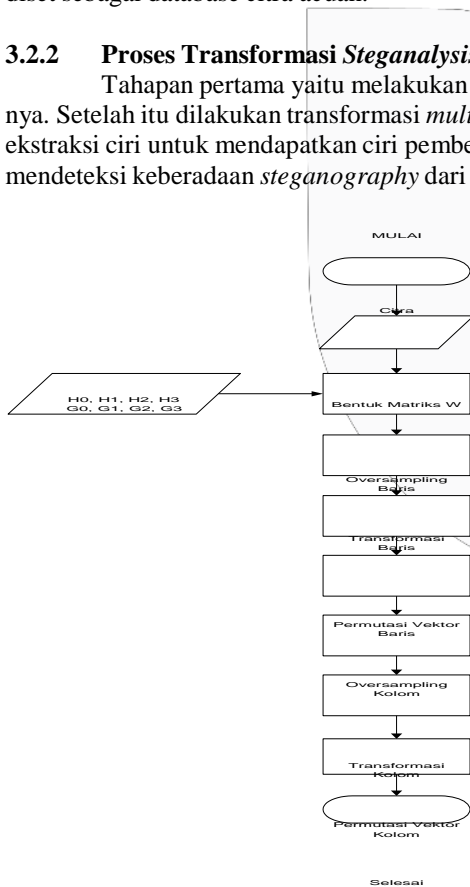 diset sebagai database citra acuan.
3.2.2 Proses Transformasi Steganalysis
Tahapan pertama yaitu melakukan
nya. Setelah itu dilakukan transformasi mul
ekstraksi ciri untuk mendapatkan ciri pembe
mendeteksi keberadaan steganography dari
MULAI
Citra
H0, H1, H2, H3
G0, G1, G2, G3
Bentuk Matriks W
Oversampling
Baris
Transformasi
Baris
Permutasi Vektor
Baris
Oversampling
Kolom
Transformasi
Kolom
Permutasi Vektor
Kolom
Selesai